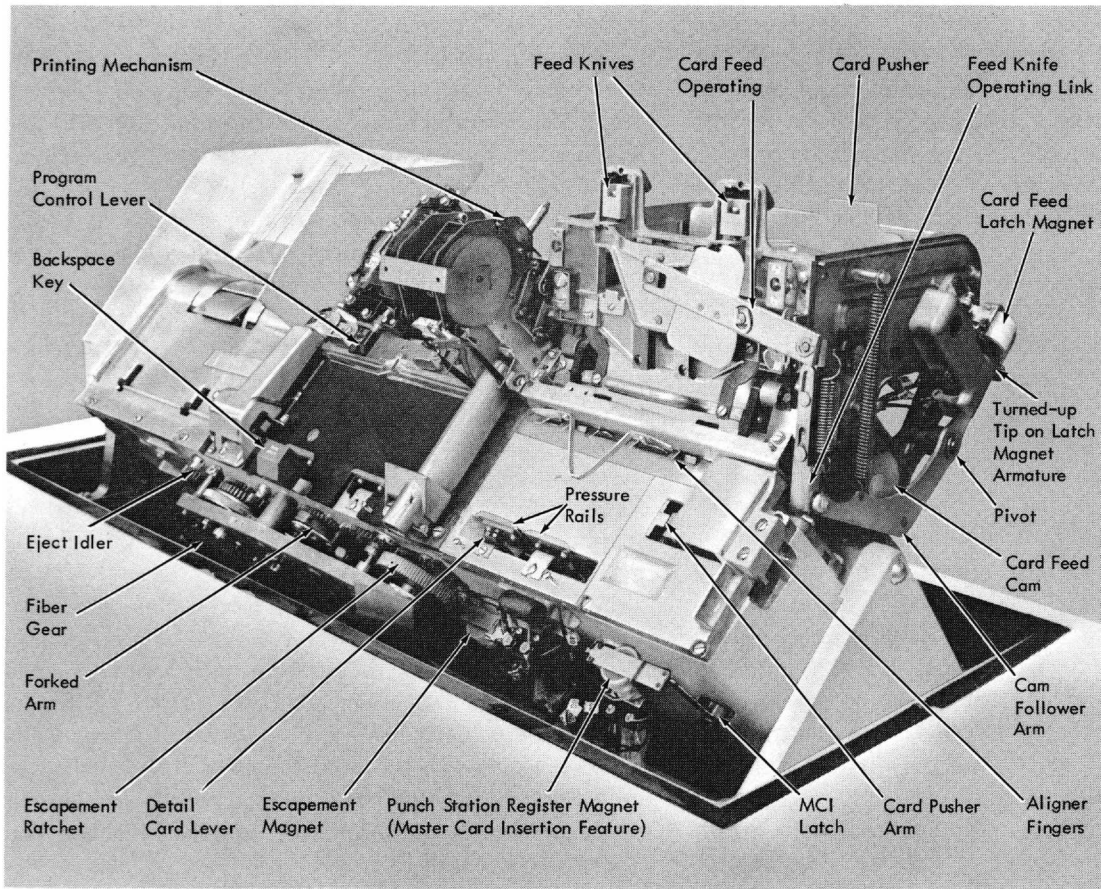 Printing Mechanism
Feed Knives
Card Feed
Operating
Card Pusher
Feed Knife
Operating Link
Program
Control Lever
Card Feed
Latch Magnet
Backspace
Key
Turned-up
Tip on Latch
Magnet
Armature
Pressure
Rails
Pivot
Eject Idler
Card Feed
Cam
Fiber
Gear
Forked
Arm
Cam
Follower
Arm
Escapement
Ratchet
Detail
Card Lever
Escapement
Magnet
Punch Station Register Magnet
(Master Card Insertion Feature)
MCI
Latch
Card Pusher
Arm
Aligner
Fingers